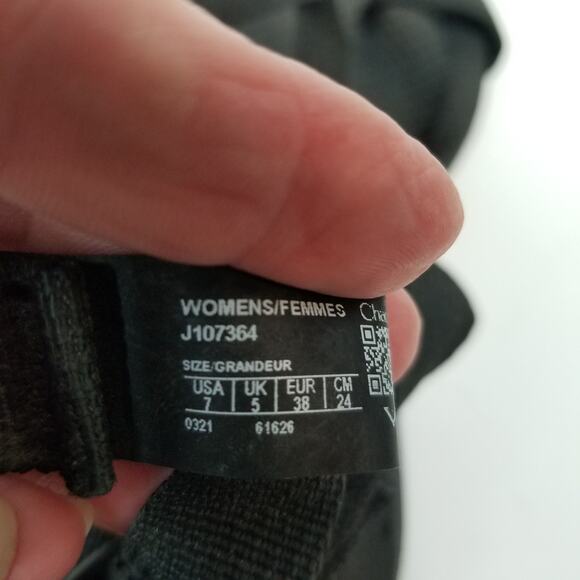 WOMENS/FEMMES
J107364
SIZE/GRANDEUR
USA UK EUR CM
7 5 38 24
0321 61626